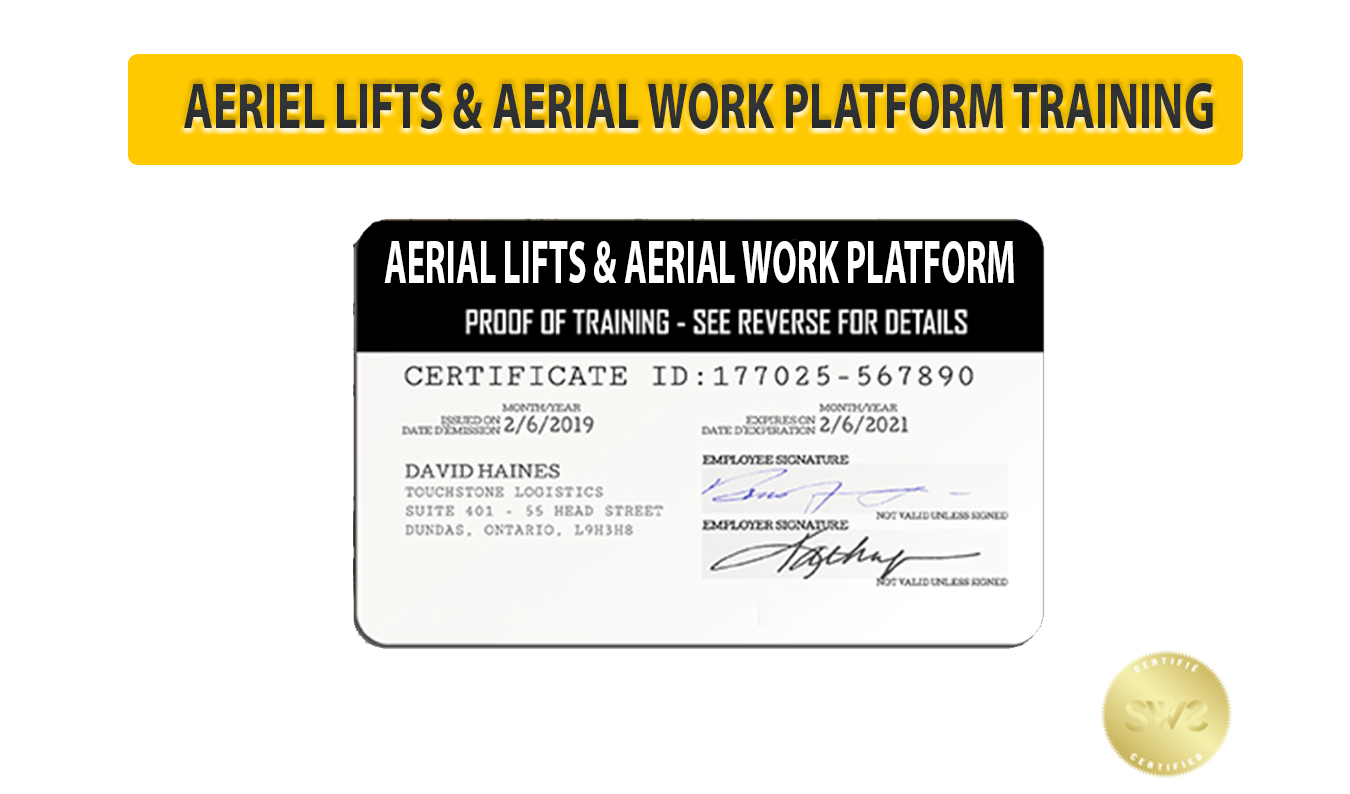 AERIEL LIFTS & AERIAL WORK PLATFORM TRAINING
AERIAL LIFTS & AERIAL WORK PLATFORM
PROOF OF TRAINING - SEE REVERSE FOR DETAILS
CERTIFICATE ID:177025-567890
MONTH/YEAR
ISSUED ON
DATE D'EMISSION 2/6/2019
MONTH/YEAR
EXPIRES ON
DATE D'EXPIRATION 2/6/2021
DAVID HAINES
TOUCHSTONE LOGISTICS
SUITE 401 - 55 HEAD STREET
DUNDAS, ONTARIO, L9H3H8
EMPLOYEE SIGNATURE
NOT VALID UNLESS SIGNED
EMPLOYER SIGNATURE
NOT VALID UNLESS SIGNED
CERTIFIE
SWS
CERTIFIED